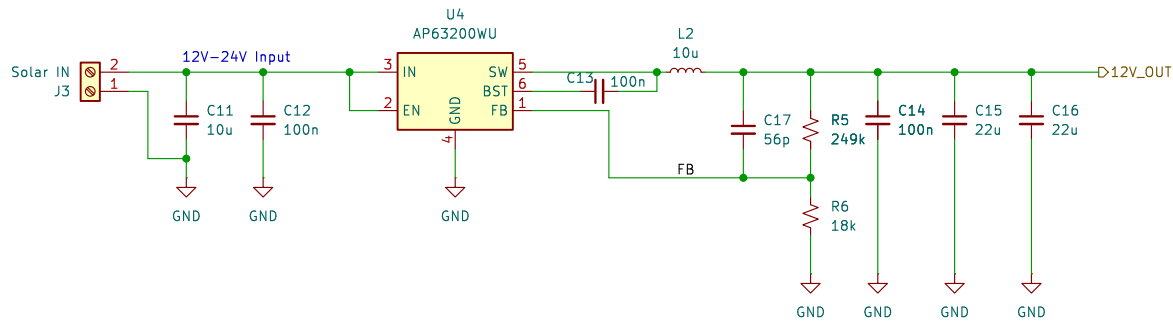 U4
AP63200WU
Solar IN
J3
2
1
12V-24V Input
C11
10u
C12
100n
3
IN
2
EN
GND
4
SW
5
BST
6
FB
1
C13
100n
L2
10u
C17
56p
R5
249k
C14
100n
C15
22u
C16
22u
12V_OUT
FB
R6
18k
GND
GND
GND
GND
GND
GND
GND